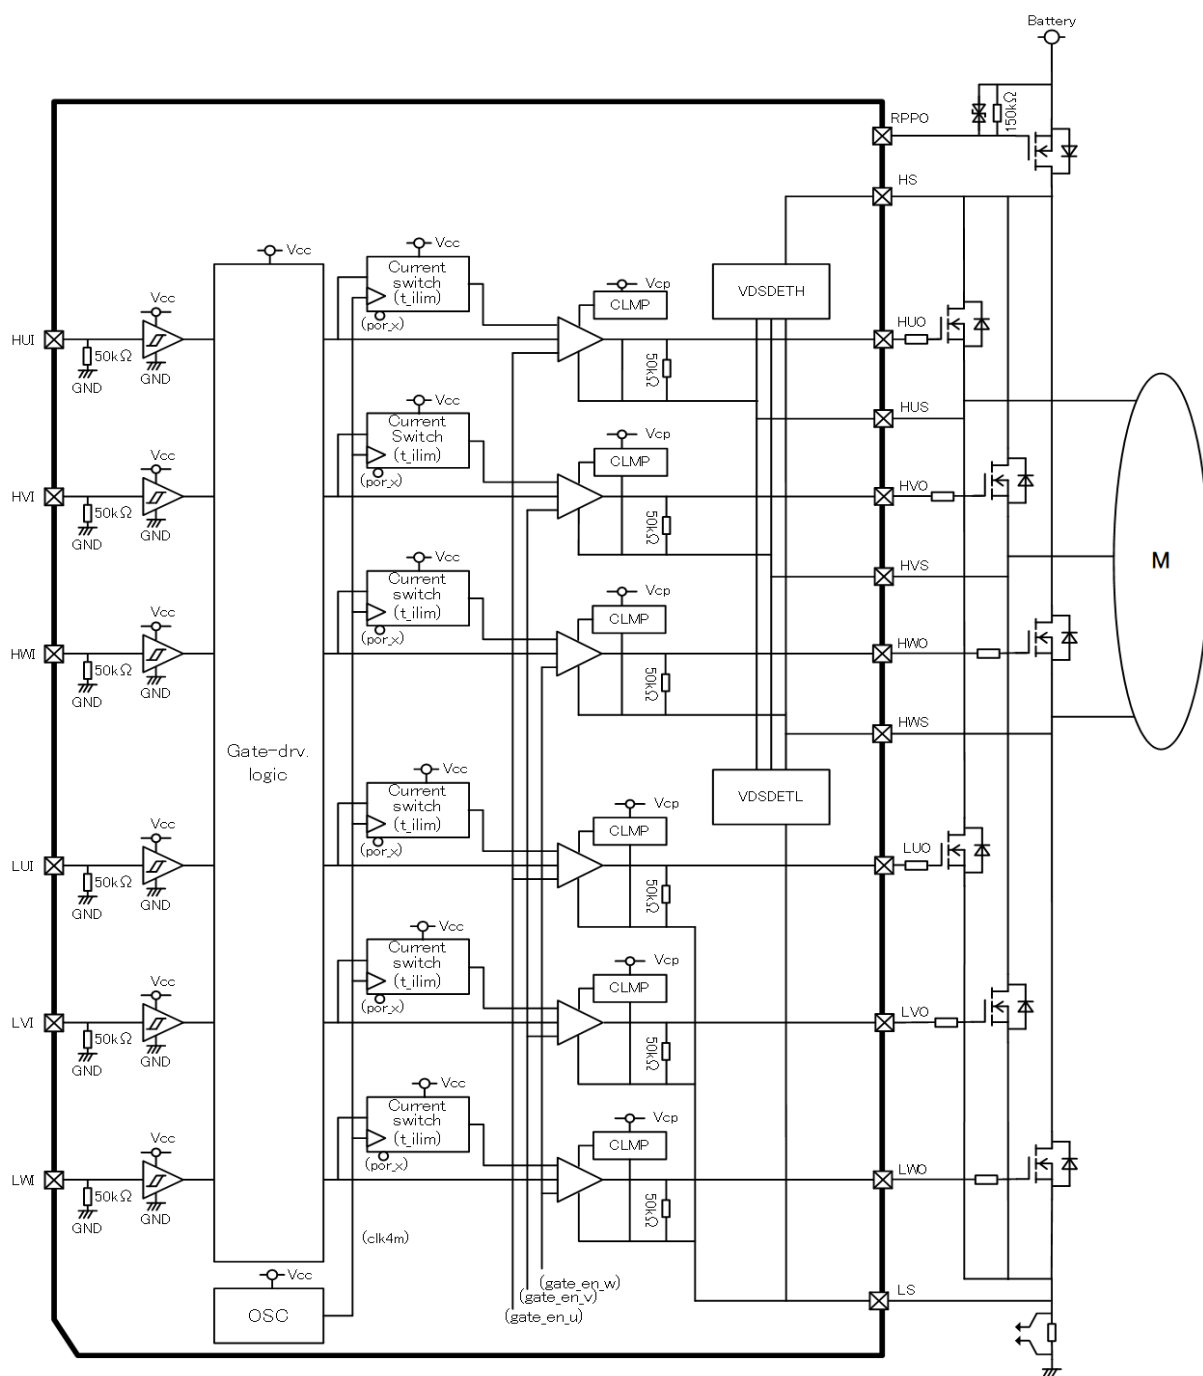 Battery
RPPO
150kΩ
HS
Vcc
Vcc
Current
switch
(t_ilim)
(por_x)
Vcp
CLMP
VDSDETH
Vcc
HUI
50kΩ
GND
GND
50kΩ
HUO
HUS
Vcc
Current
Switch
(t_ilim)
(por_x)
Vcp
CLMP
Vcc
HVI
50kΩ
GND
GND
50kΩ
HVO
HVS
M
Vcc
Current
switch
(t_ilim)
(por_x)
Vcp
CLMP
Vcc
HWI
50kΩ
GND
GND
50kΩ
HWO
HWS
Gate-drv.
logic
Vcc
Current
switch
(t_ilim)
(por_x)
Vcp
CLMP
VDSDETL
Vcc
LUI
50kΩ
GND
GND
50kΩ
LUO
Vcc
Current
switch
(t_ilim)
(por_x)
Vcp
CLMP
Vcc
LVI
50kΩ
GND
GND
50kΩ
LVO
Vcc
Current
switch
(t_ilim)
(por_x)
Vcp
CLMP
Vcc
LWI
50kΩ
GND
GND
50kΩ
LWO
(clk4m)
Vcc
OSC
(gate_en_w)
(gate_en_v)
(gate_en_u)
LS